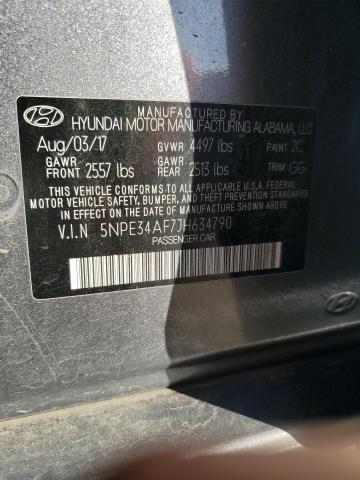 MANUFACTURED BY
HYUNDAI MOTOR MANUFACTURING ALABAMA, LLC
Aug/03/17 GVWR 4497 lbs PAINT 2C
GAWR FRONT 2557 lbs GAWR REAR 2513 lbs TRIM GG
THIS VEHICLE CONFORMS TO ALL APPLICABLE FEDERAL
MOTOR VEHICLE SAFETY, BUMPER, AND THEFT PREVENTION
STANDARDS IN EFFECT ON THE DATE OF MANUFACTURE SHOWN ABOVE.
V.I.N 5NPE34AF7JH634790
PASSENGER CAR